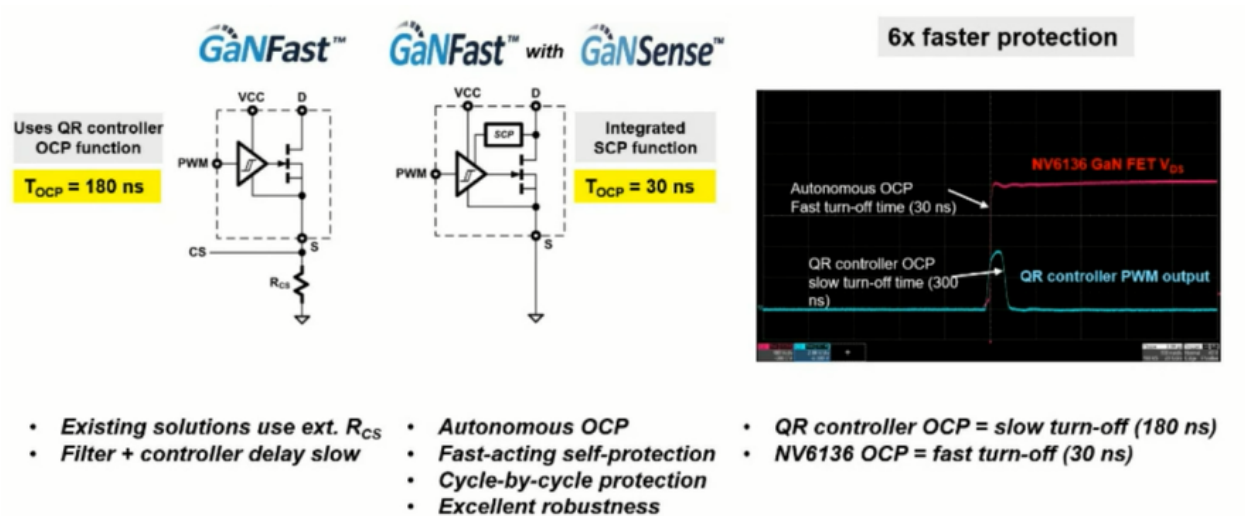 GaNFast™
GaNFast™ with GaNSense™
6x faster protection
Uses QR controller
OCP function
TOCP = 180 ns
VCC
D
PWM
S
CS
RCS
VCC
D
SCP
PWM
S
Integrated
SCP function
TOCP = 30 ns
NV6136 GaN FET VDS
Autonomous OCP
Fast turn-off time (30 ns)
QR controller OCP
slow turn-off time (300
ns)
QR controller PWM output
• Existing solutions use ext. RCS
• Filter + controller delay slow
• Autonomous OCP
• Fast-acting self-protection
• Cycle-by-cycle protection
• Excellent robustness
• QR controller OCP = slow turn-off (180 ns)
• NV6136 OCP = fast turn-off (30 ns)